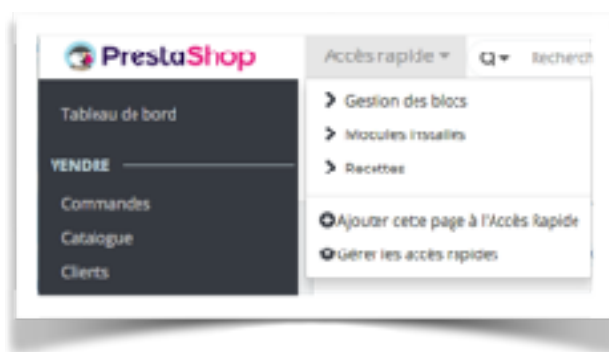 PrestaShop
Accès rapide
Recherch
Tableau de bord
VENDRE
Commandes
Catalogue
Clients
Gestion des blocs
Modules installés
Recettes
Ajouter cette page à l'Accès Rapide
Gérer les accès rapides